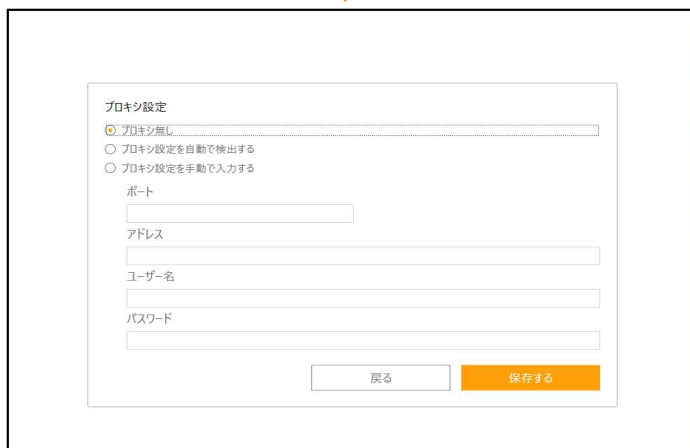 プロキシ設定
プロキシ無し
プロキシ設定を自動で検出する
プロキシ設定を手動で入力する
ポート
アドレス
ユーザー名
パスワード
戻る
保存する